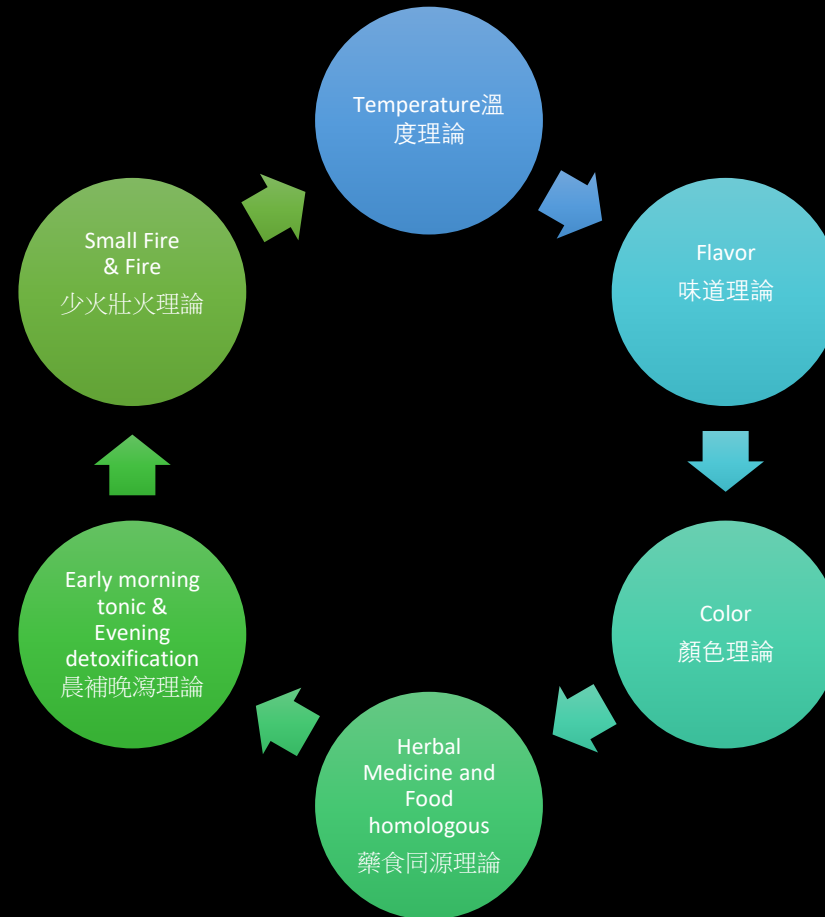 Temperature溫
度理論
Flavor
味道理論
Color
顏色理論
Herbal
Medicine and
Food
homologous
藥食同源理論
Early morning
tonic &
Evening
detoxification
晨補晚瀉理論
Small Fire
& Fire
少火壯火理論